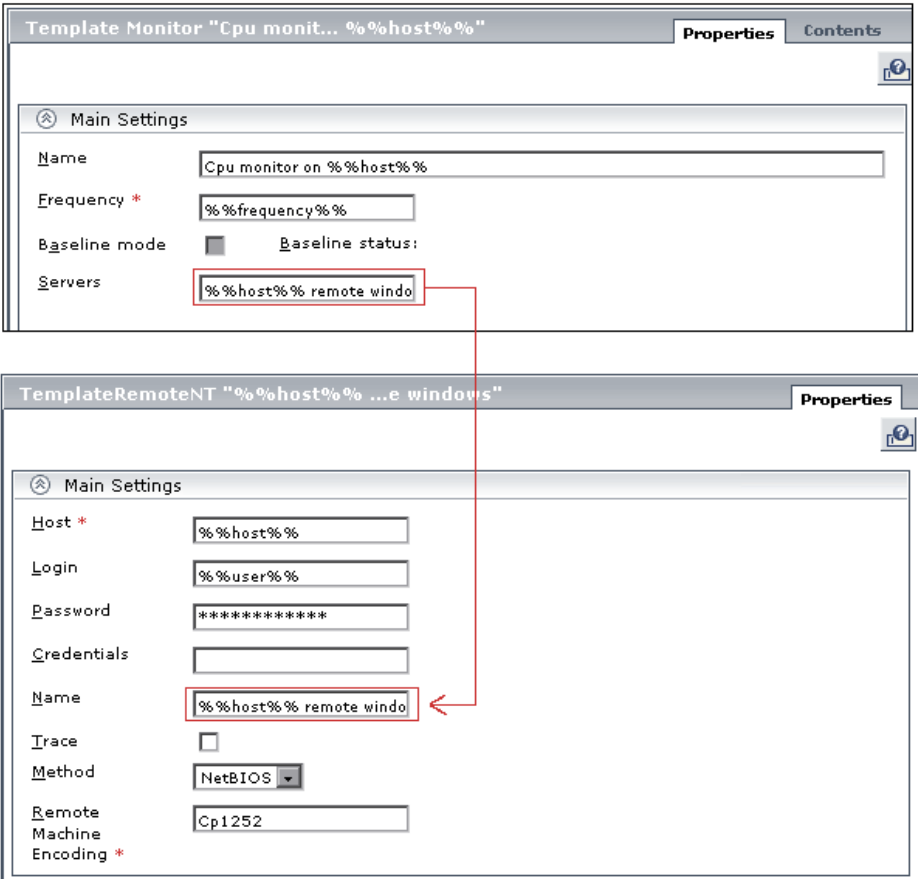 Template Monitor "Cpu monit... %%host%%"
Properties
Contents
Main Settings
Name
Cpu monitor on %%host%%
Frequency *
%%frequency%%
Baseline mode
Baseline status:
Servers
%%host%% remote windo
TemplateRemoteNT "%%host%% ...e windows"
Properties
Main Settings
Host *
%%host%%
Login
%%user%%
Password
************
Credentials
Name
%%host%% remote windo
Trace
Method
NetBIOS
Remote
Machine
Encoding *
Cp1252